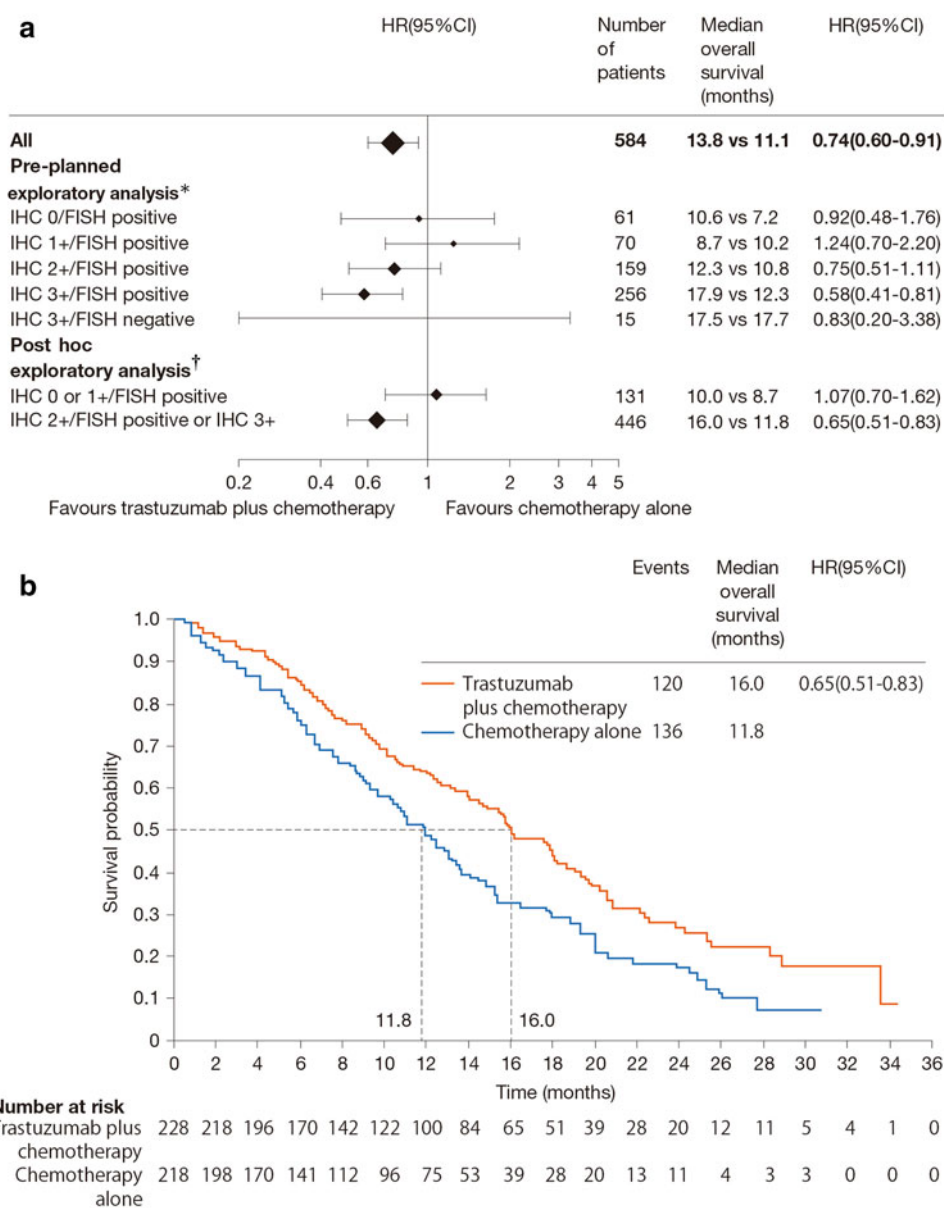 a
HR(95%CI) Number of patients Median overall survival (months) HR(95%CI)
All 584 13.8 vs 11.1 0.74(0.60-0.91)
Pre-planned
exploratory analysis*
IHC 0/FISH positive 61 10.6 vs 7.2 0.92(0.48-1.76)
IHC 1+/FISH positive 70 8.7 vs 10.2 1.24(0.70-2.20)
IHC 2+/FISH positive 159 12.3 vs 10.8 0.75(0.51-1.11)
IHC 3+/FISH positive 256 17.9 vs 12.3 0.58(0.41-0.81)
IHC 3+/FISH negative 15 17.5 vs 17.7 0.83(0.20-3.38)
Post hoc
exploratory analysis†
IHC 0 or 1+/FISH positive 131 10.0 vs 8.7 1.07(0.70-1.62)
IHC 2+/FISH positive or IHC 3+ 446 16.0 vs 11.8 0.65(0.51-0.83)
0.2 0.4 0.6 1 2 3 4 5
Favours trastuzumab plus chemotherapy Favours chemotherapy alone
b
Events Median overall survival (months) HR(95%CI)
Trastuzumab plus chemotherapy 120 16.0 0.65(0.51-0.83)
Chemotherapy alone 136 11.8
Survival probability
1.0
0.9
0.8
0.7
0.6
0.5
0.4
0.3
0.2
0.1
0
11.8 16.0
0 2 4 6 8 10 12 14 16 18 20 22 24 26 28 30 32 34 36
Time (months)
Number at risk
Trastuzumab plus chemotherapy 228 218 196 170 142 122 100 84 65 51 39 28 20 12 11 5 4 1 0
Chemotherapy alone 218 198 170 141 112 96 75 53 39 28 20 13 11 4 3 3 0 0 0